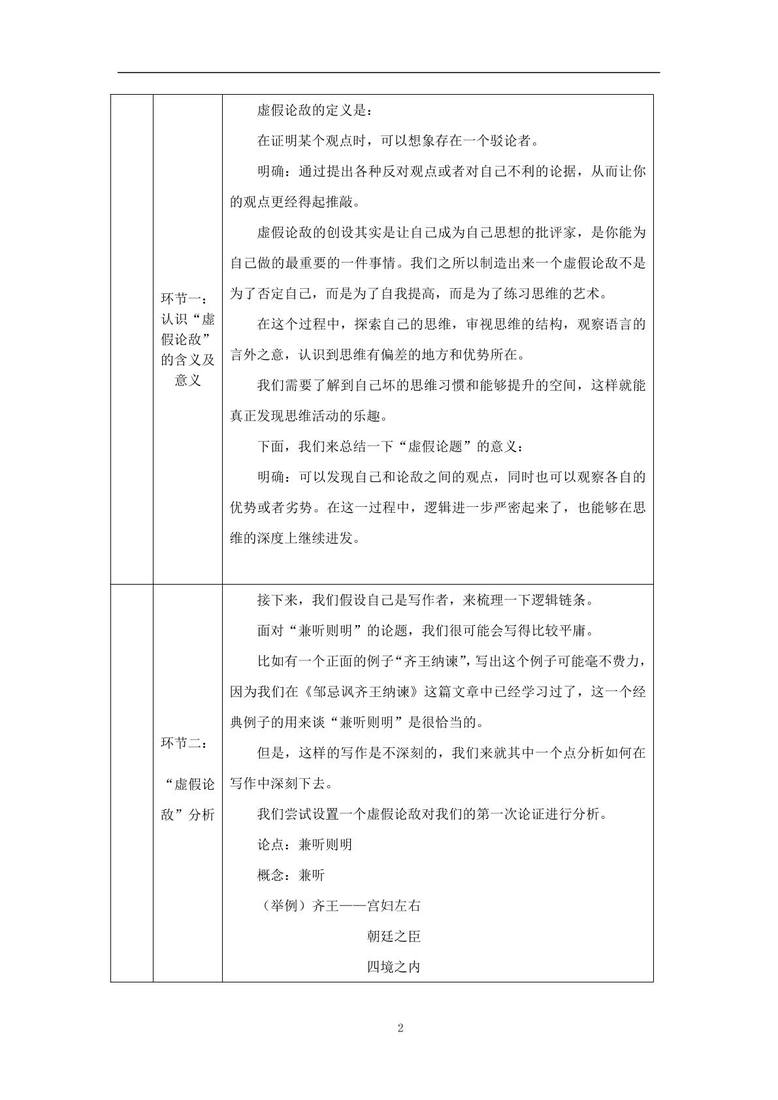 虚假论敌的定义是：
在证明某个观点时，可以想象存在一个驳论者。
明确：通过提出各种反对观点或者对自己不利的论据，从而让你
的观点更经得起推敲。
虚假论敌的创设其实是让自己成为自己思想的批评家，是你能为
自己做的最重要的一件事情。我们之所以制造出来一个虚假论敌不是
为了否定自己，而是为了自我提高，而是为了练习思维的艺术。
在这个过程中，探索自己的思维，审视思维的结构，观察语言的
言外之意，认识到思维有偏差的地方和优势所在。
我们需要了解到自己坏的思维习惯和能够提升的空间，这样就能
真正发现思维活动的乐趣。
下面，我们来总结一下“虚假论题”的意义：
明确：可以发现自己和论敌之间的观点，同时也可以观察各自的
优势或者劣势。在这一过程中，逻辑进一步严密起来了，也能够在思
维的深度上继续进发。
环节一：
认识“虚
假论敌”
的含义及
意义
接下来，我们假设自己是写作者，来梳理一下逻辑链条。
面对“兼听则明”的论题，我们很可能会写得比较平庸。
比如有一个正面的例子“齐王纳谏”，写出这个例子可能毫不费力，
因为我们在《邹忌讽齐王纳谏》这篇文章中已经学习过了，这一个经
典例子的用来谈“兼听则明”是很恰当的。
但是，这样的写作是不深刻的，我们来就其中一个点分析如何在
写作中深刻下去。
我们尝试设置一个虚假论敌对我们的第一次论证进行分析。
论点：兼听则明
概念：兼听
（举例）齐王——宫妇左右
朝廷之臣
四境之内
环节二：
“虚假论
敌”分析
2